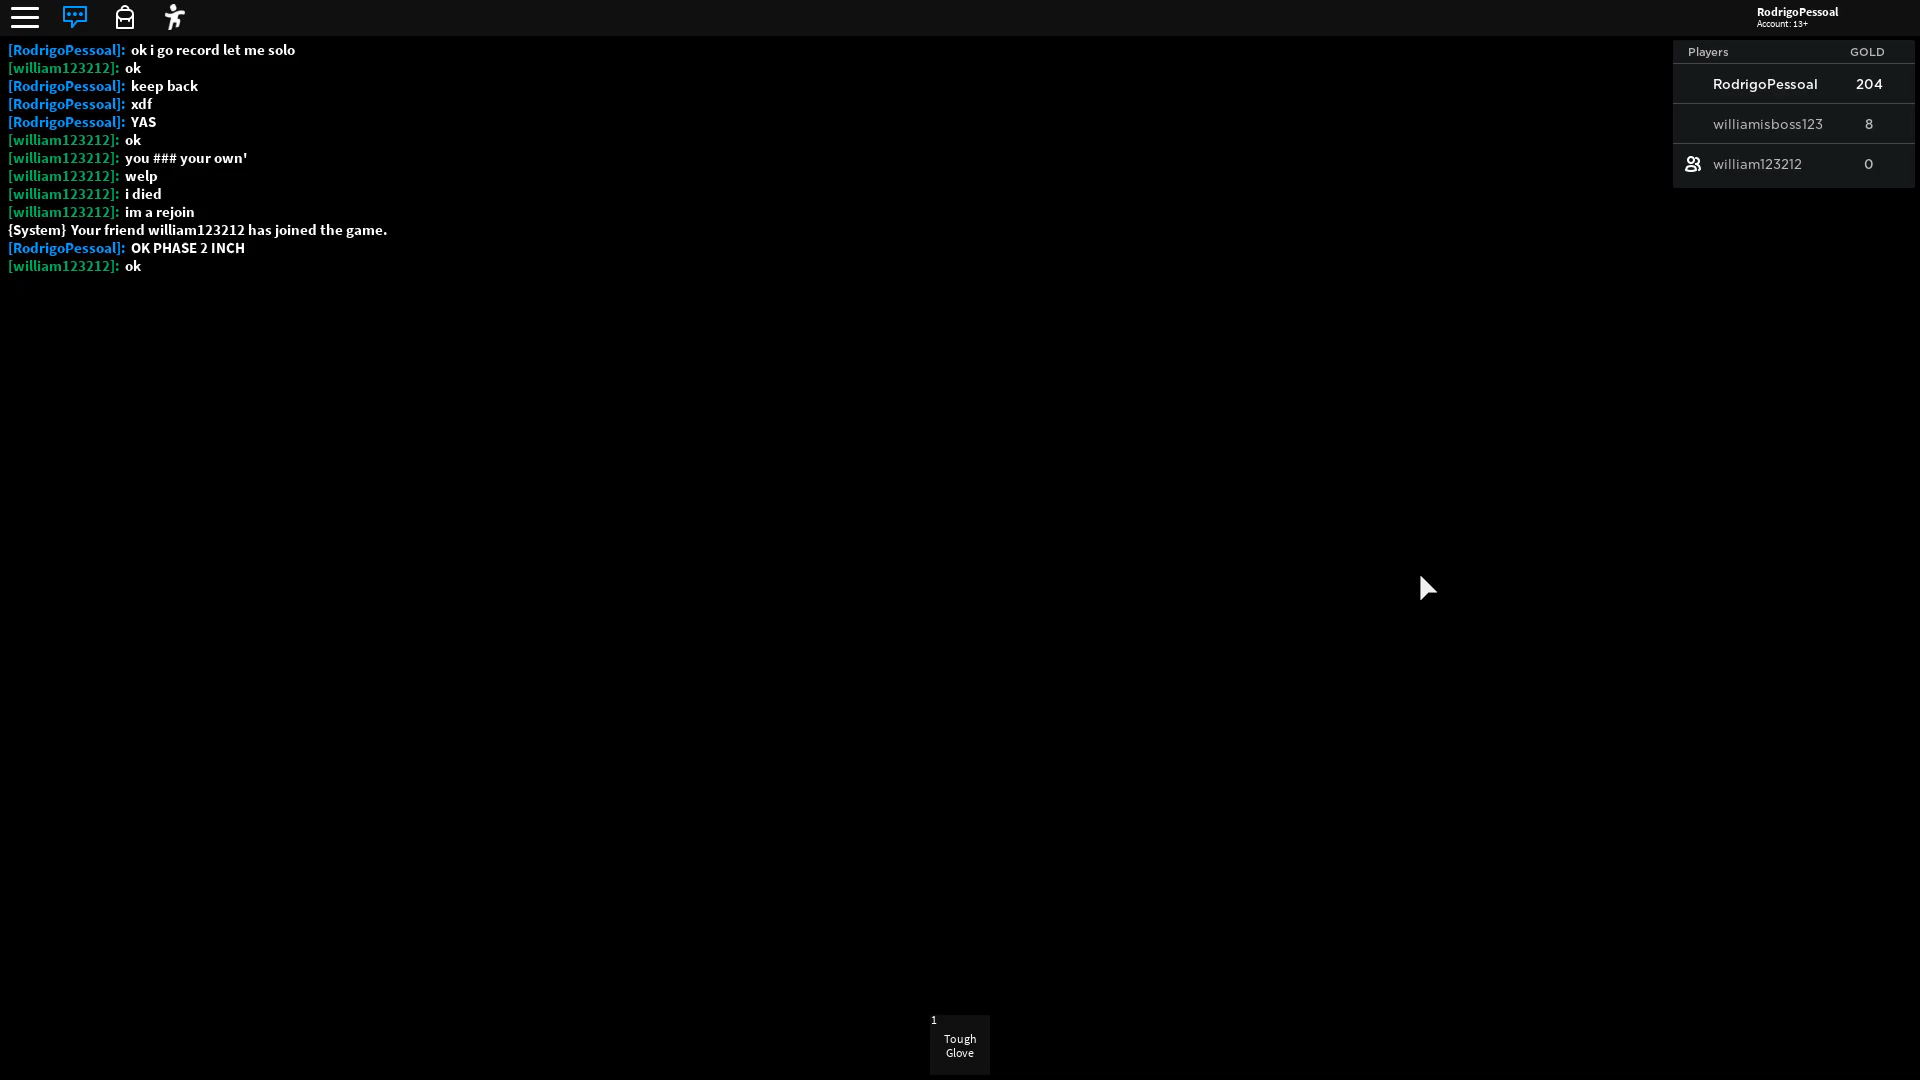 RodrigoPessoal
Account: 13+
[RodrigoPessoal]: ok i go record let me solo
[william123212]: ok
[RodrigoPessoal]: keep back
[RodrigoPessoal]: xdf
[RodrigoPessoal]: YAS
[william123212]: ok
[william123212]: you ### your own'
[william123212]: welp
[william123212]: i died
[william123212]: im a rejoin
{System} Your friend william123212 has joined the game.
[RodrigoPessoal]: OK PHASE 2 INCH
[william123212]: ok
Players GOLD
RodrigoPessoal 204
williamisboss123 8
william123212 0
1
Tough
Glove